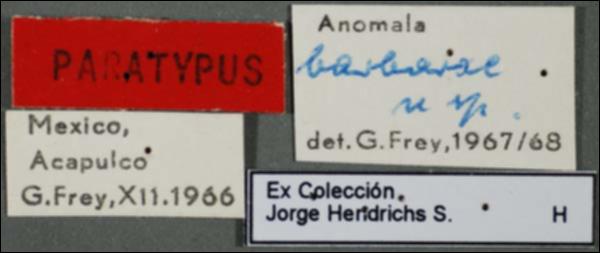 PARATYPUS
Anomala
barbarae
n sp.
det. G. Frey, 1967/68
Mexico,
Acapulco
G. Frey, XII. 1966
Ex Colección
Jorge Hendrichs S. H